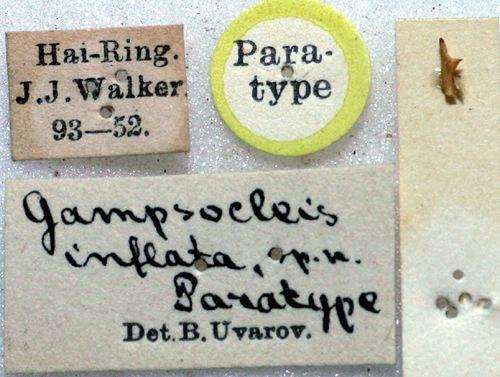 Hai-Ring.
J.J. Walker.
93—52.
Para-
type
Gampsocleis
inflata, sp.n.
Paratype
Det. B. Uvarov.